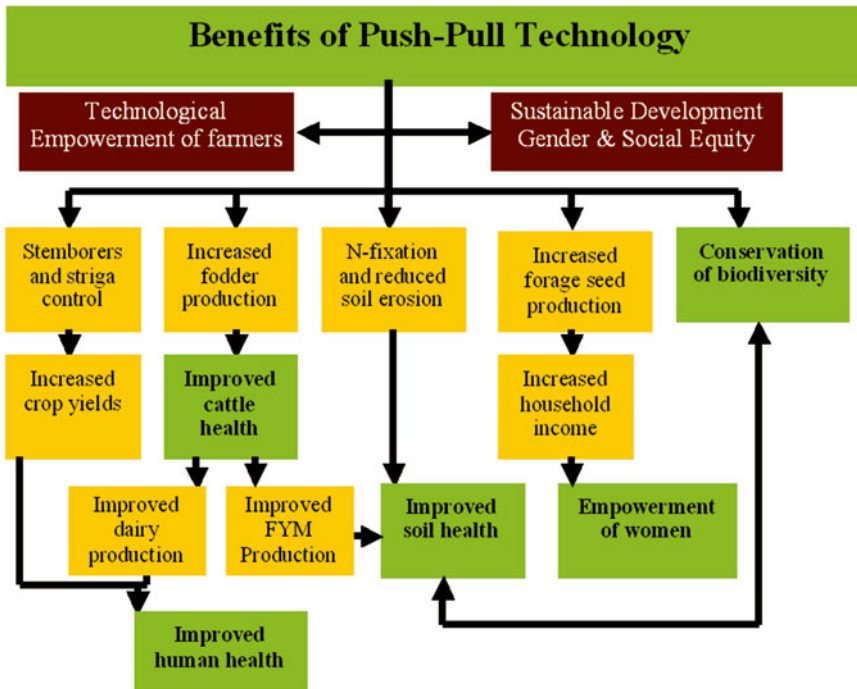 Benefits of Push-Pull Technology
Technological
Empowerment of farmers
Sustainable Development
Gender & Social Equity
Stemborers
and striga
control
Increased
fodder
production
N-fixation
and reduced
soil erosion
Increased
forage seed
production
Conservation
of biodiversity
Increased
crop yields
Improved
cattle
health
Increased
household
income
Improved
dairy
production
Improved
FYM
Production
Improved
soil health
Empowerment
of women
Improved
human health